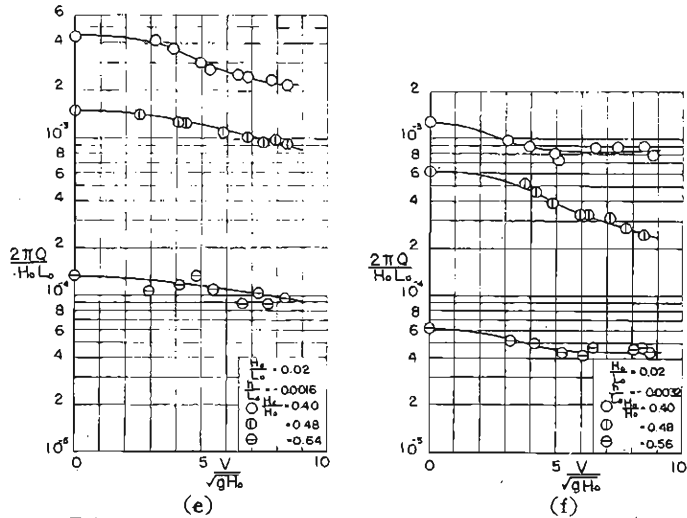 6
4
2
10⁻³
8
6
4
2
10⁻⁴
8
6
4
2
10⁻⁵
2πQ
H₀L₀
H₀/L₀=0.02
h/L₀=0.0016
Hc/H₀=0.40
=0.48
=0.64
0
5
10
V
√gH₀
(e)
2
10⁻³
8
6
4
2
10⁻⁴
8
6
4
2
10⁻⁵
2πQ
H₀L₀
H₀/L₀=0.02
h/L₀=0.0032
=0.40
=0.48
=0.56
0
5
10
V
√gH₀
(f)